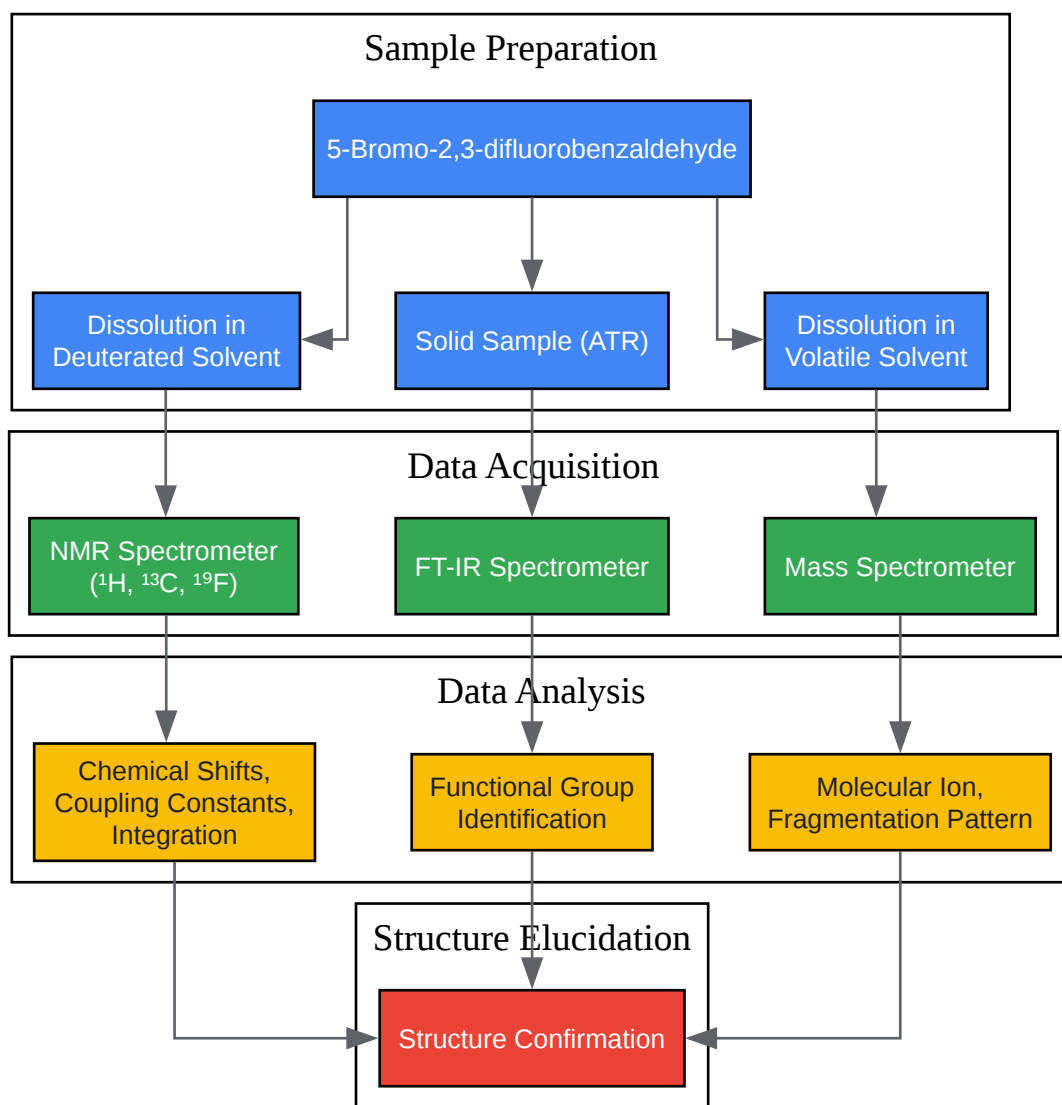 Sample Preparation
5-Bromo-2,3-difluorobenzaldehyde
Dissolution in
Deuterated Solvent
Solid Sample (ATR)
Dissolution in
Volatile Solvent
Data Acquisition
NMR Spectrometer
(¹H, ¹³C, ¹⁹F)
FT-IR Spectrometer
Mass Spectrometer
Data Analysis
Chemical Shifts,
Coupling Constants,
Integration
Functional Group
Identification
Molecular Ion,
Fragmentation Pattern
Structure Elucidation
Structure Confirmation